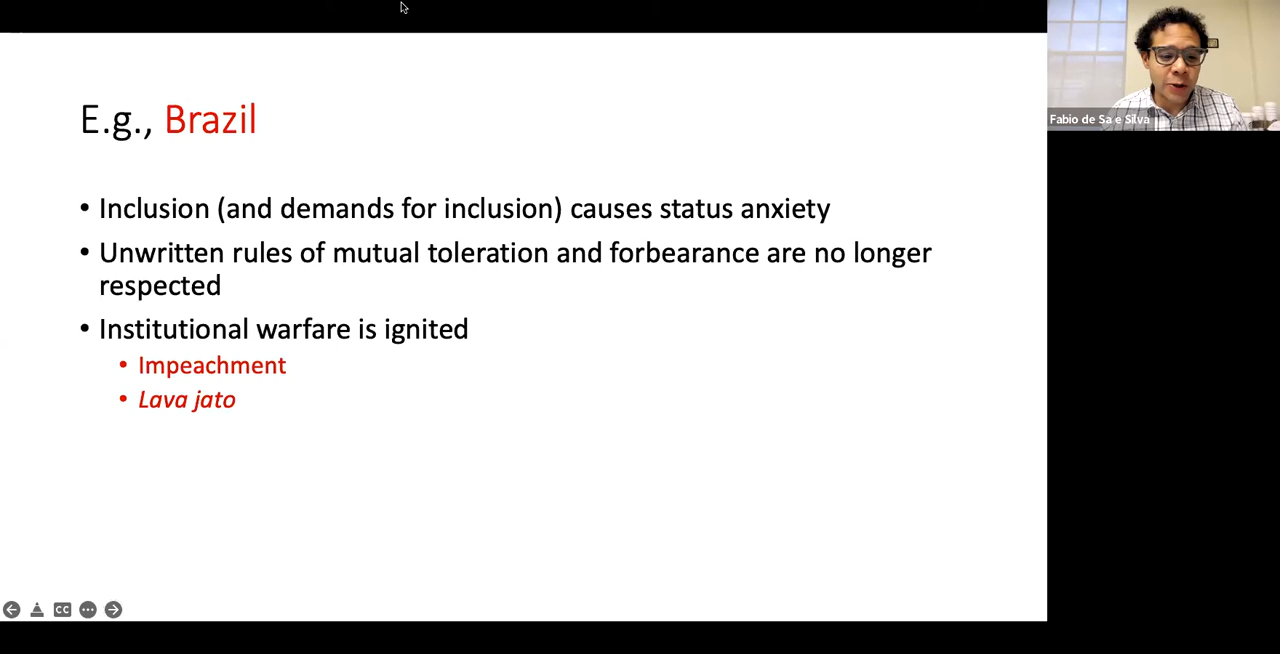 E.g., Brazil
• Inclusion (and demands for inclusion) causes status anxiety
• Unwritten rules of mutual toleration and forbearance are no longer
respected
• Institutional warfare is ignited
• Impeachment
• Lava jato
Fabio de Sa e Silva
CC